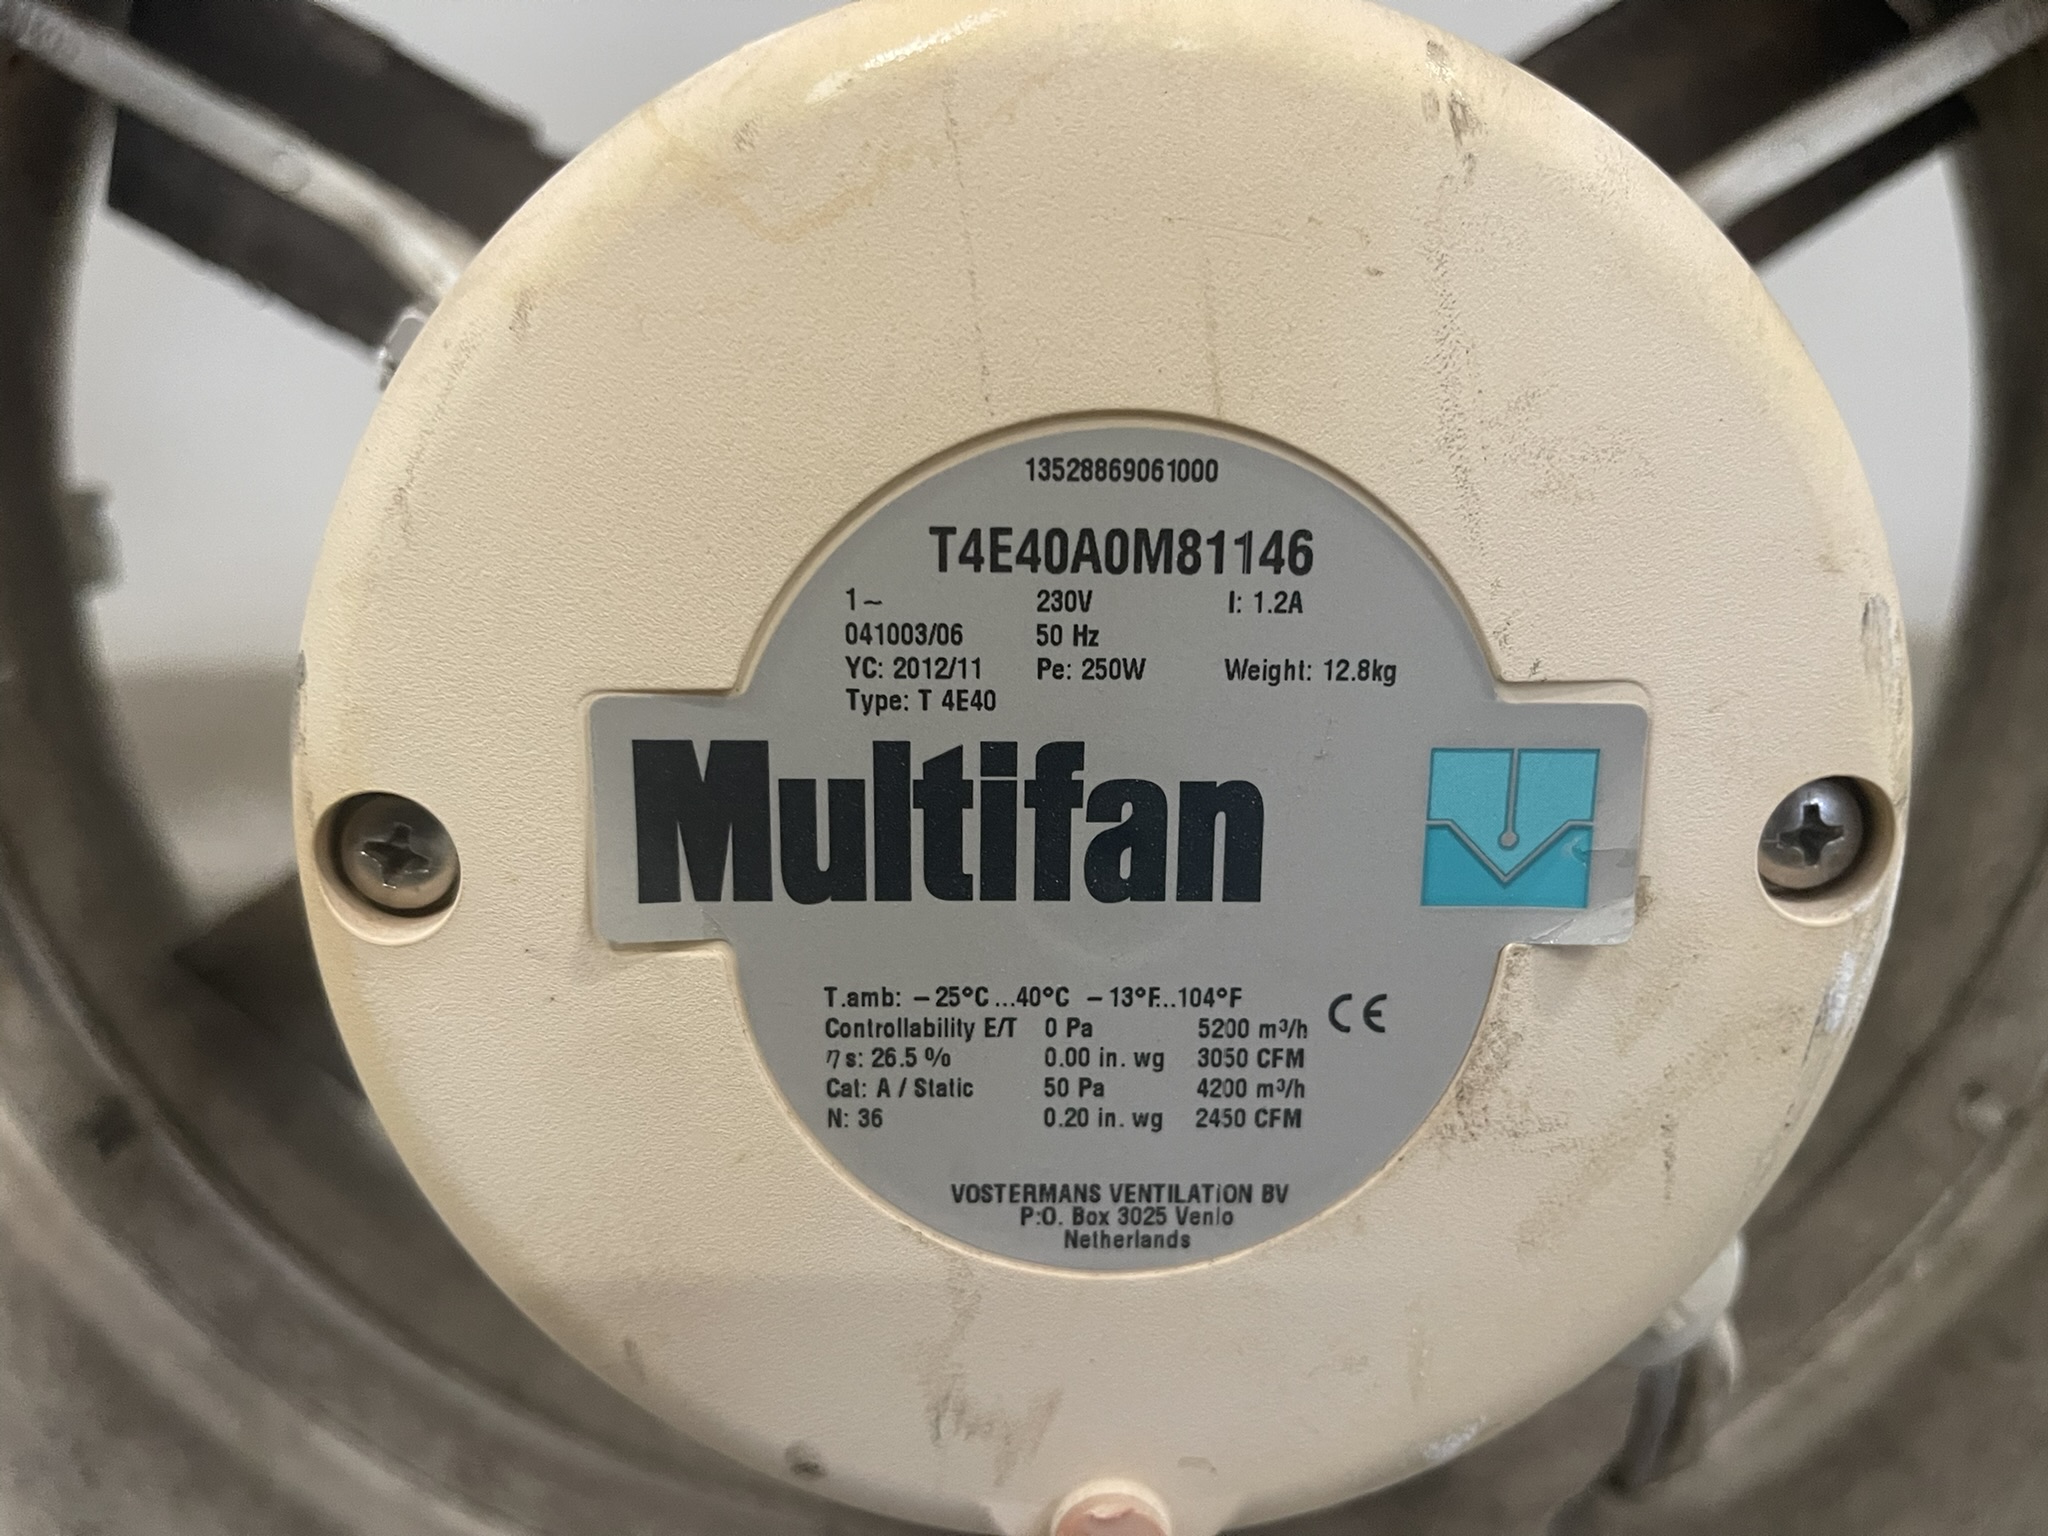 13528869061000
T4E40A0M81146
1~ 230V I: 1.2A
041003/06 50 Hz
YC: 2012/11 Pe: 250W Weight: 12.8kg
Type: T 4E40
Multifan
T.amb: –25°C...40°C –13°F...104°F
CE
Controllability E/T 0 Pa 5200 m³/h
ηs: 26.5 % 0.00 in. wg 3050 CFM
Cat: A / Static 50 Pa 4200 m³/h
N: 36 0.20 in. wg 2450 CFM
VOSTERMANS VENTILATION BV
P.O. Box 3025 Venlo
Netherlands